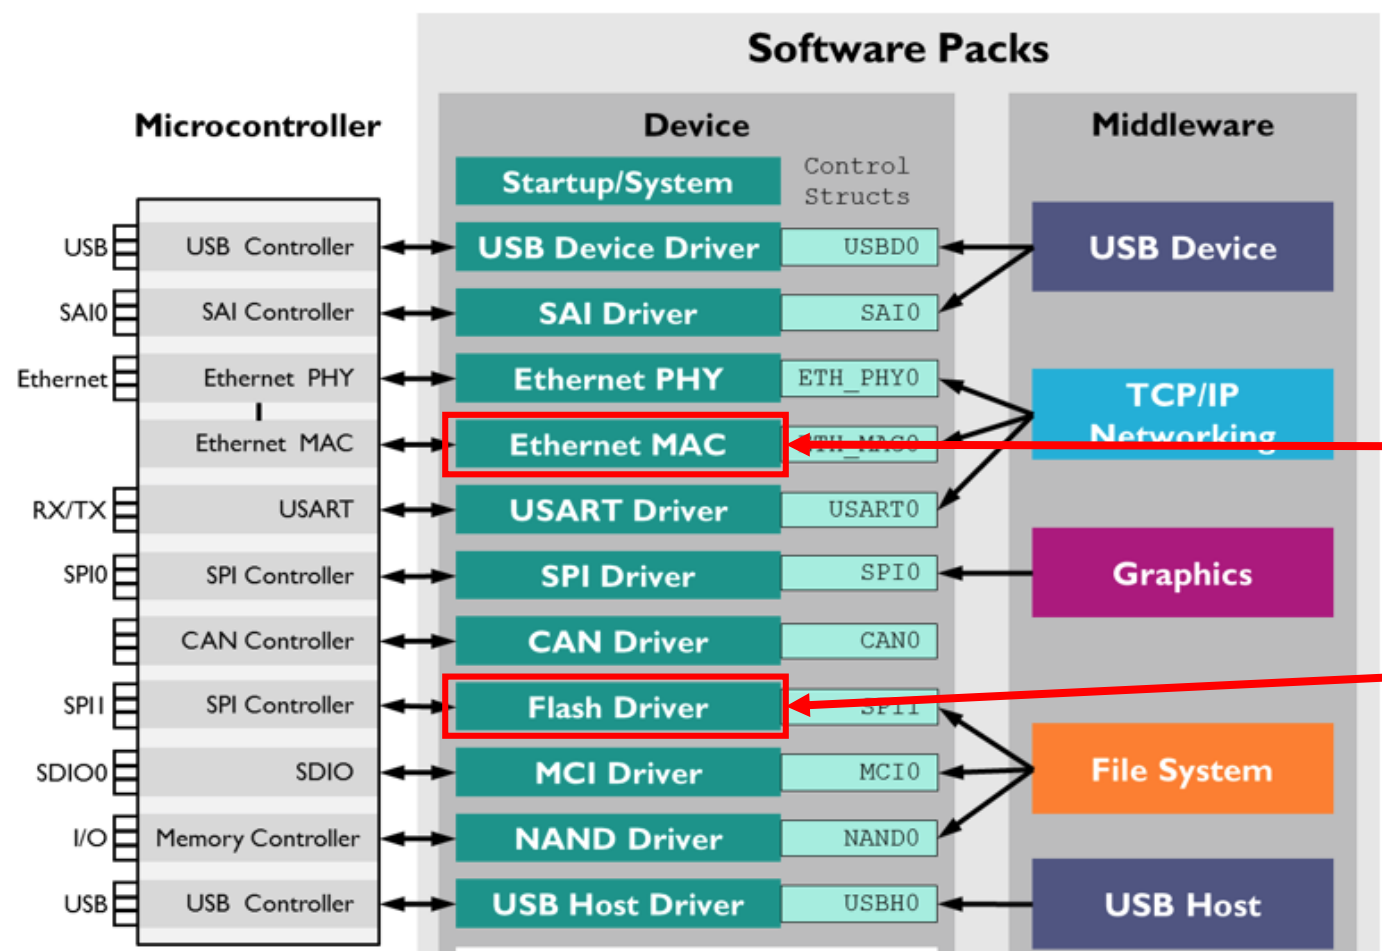 Software Packs
Microcontroller
Device
Middleware
Startup/System
Control
Structs
USB
USB Controller
USB Device Driver
USBD0
USB Device
SAI0
SAI Controller
SAI Driver
SAI0
Ethernet
Ethernet PHY
Ethernet PHY
ETH_PHY0
TCP/IP
Networking
Ethernet MAC
Ethernet MAC
ETH_MAC0
RX/TX
USART
USART Driver
USART0
SPI0
SPI Controller
SPI Driver
SPI0
Graphics
CAN Controller
CAN Driver
CAN0
SPI1
SPI Controller
Flash Driver
SPI1
SDIO0
SDIO
MCI Driver
MCI0
File System
I/O
Memory Controller
NAND Driver
NAND0
USB
USB Controller
USB Host Driver
USBH0
USB Host